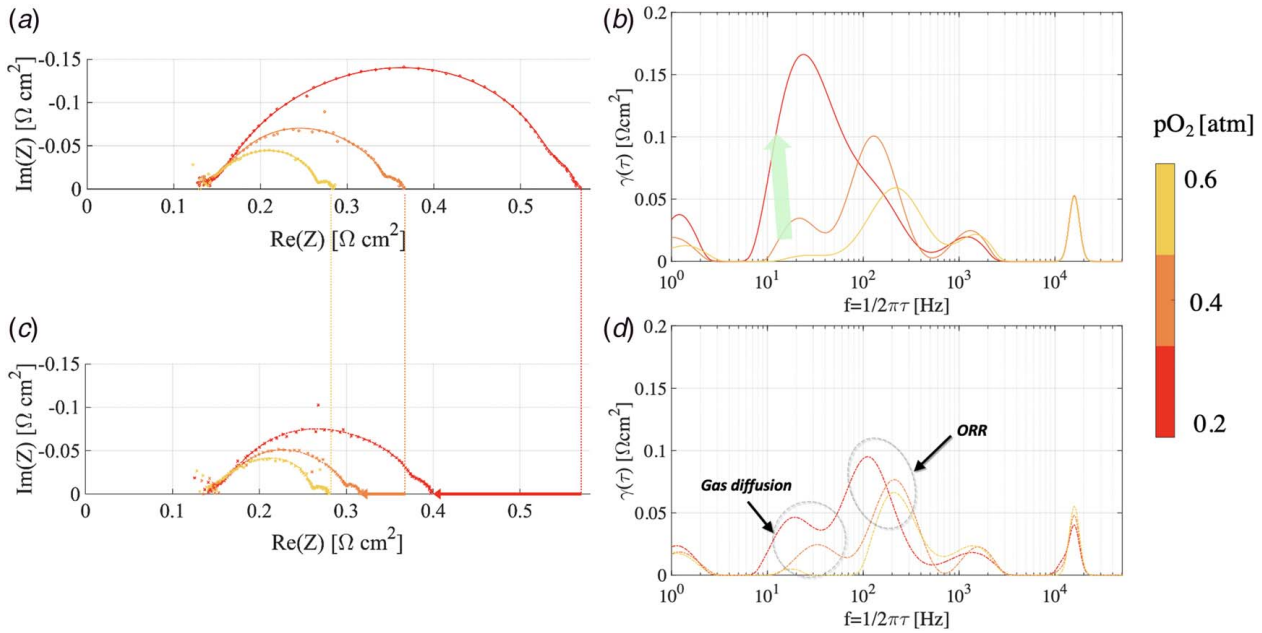 (a)
-0.15
-0.1
-0.05
0
Im(Z) [Ω cm²]
0 0.1 0.2 0.3 0.4 0.5
Re(Z) [Ω cm²]
(b)
0.2
0.15
0.1
0.05
0
γ(τ) [Ωcm²]
10⁰ 10¹ 10² 10³ 10⁴
f=1/2πτ [Hz]
(c)
-0.15
-0.1
-0.05
0
Im(Z) [Ω cm²]
0 0.1 0.2 0.3 0.4 0.5
Re(Z) [Ω cm²]
(d)
0.2
0.15
0.1
0.05
0
γ(τ) [Ωcm²]
ORR
Gas diffusion
10⁰ 10¹ 10² 10³ 10⁴
f=1/2πτ [Hz]
pO₂ [atm]
0.6
0.4
0.2